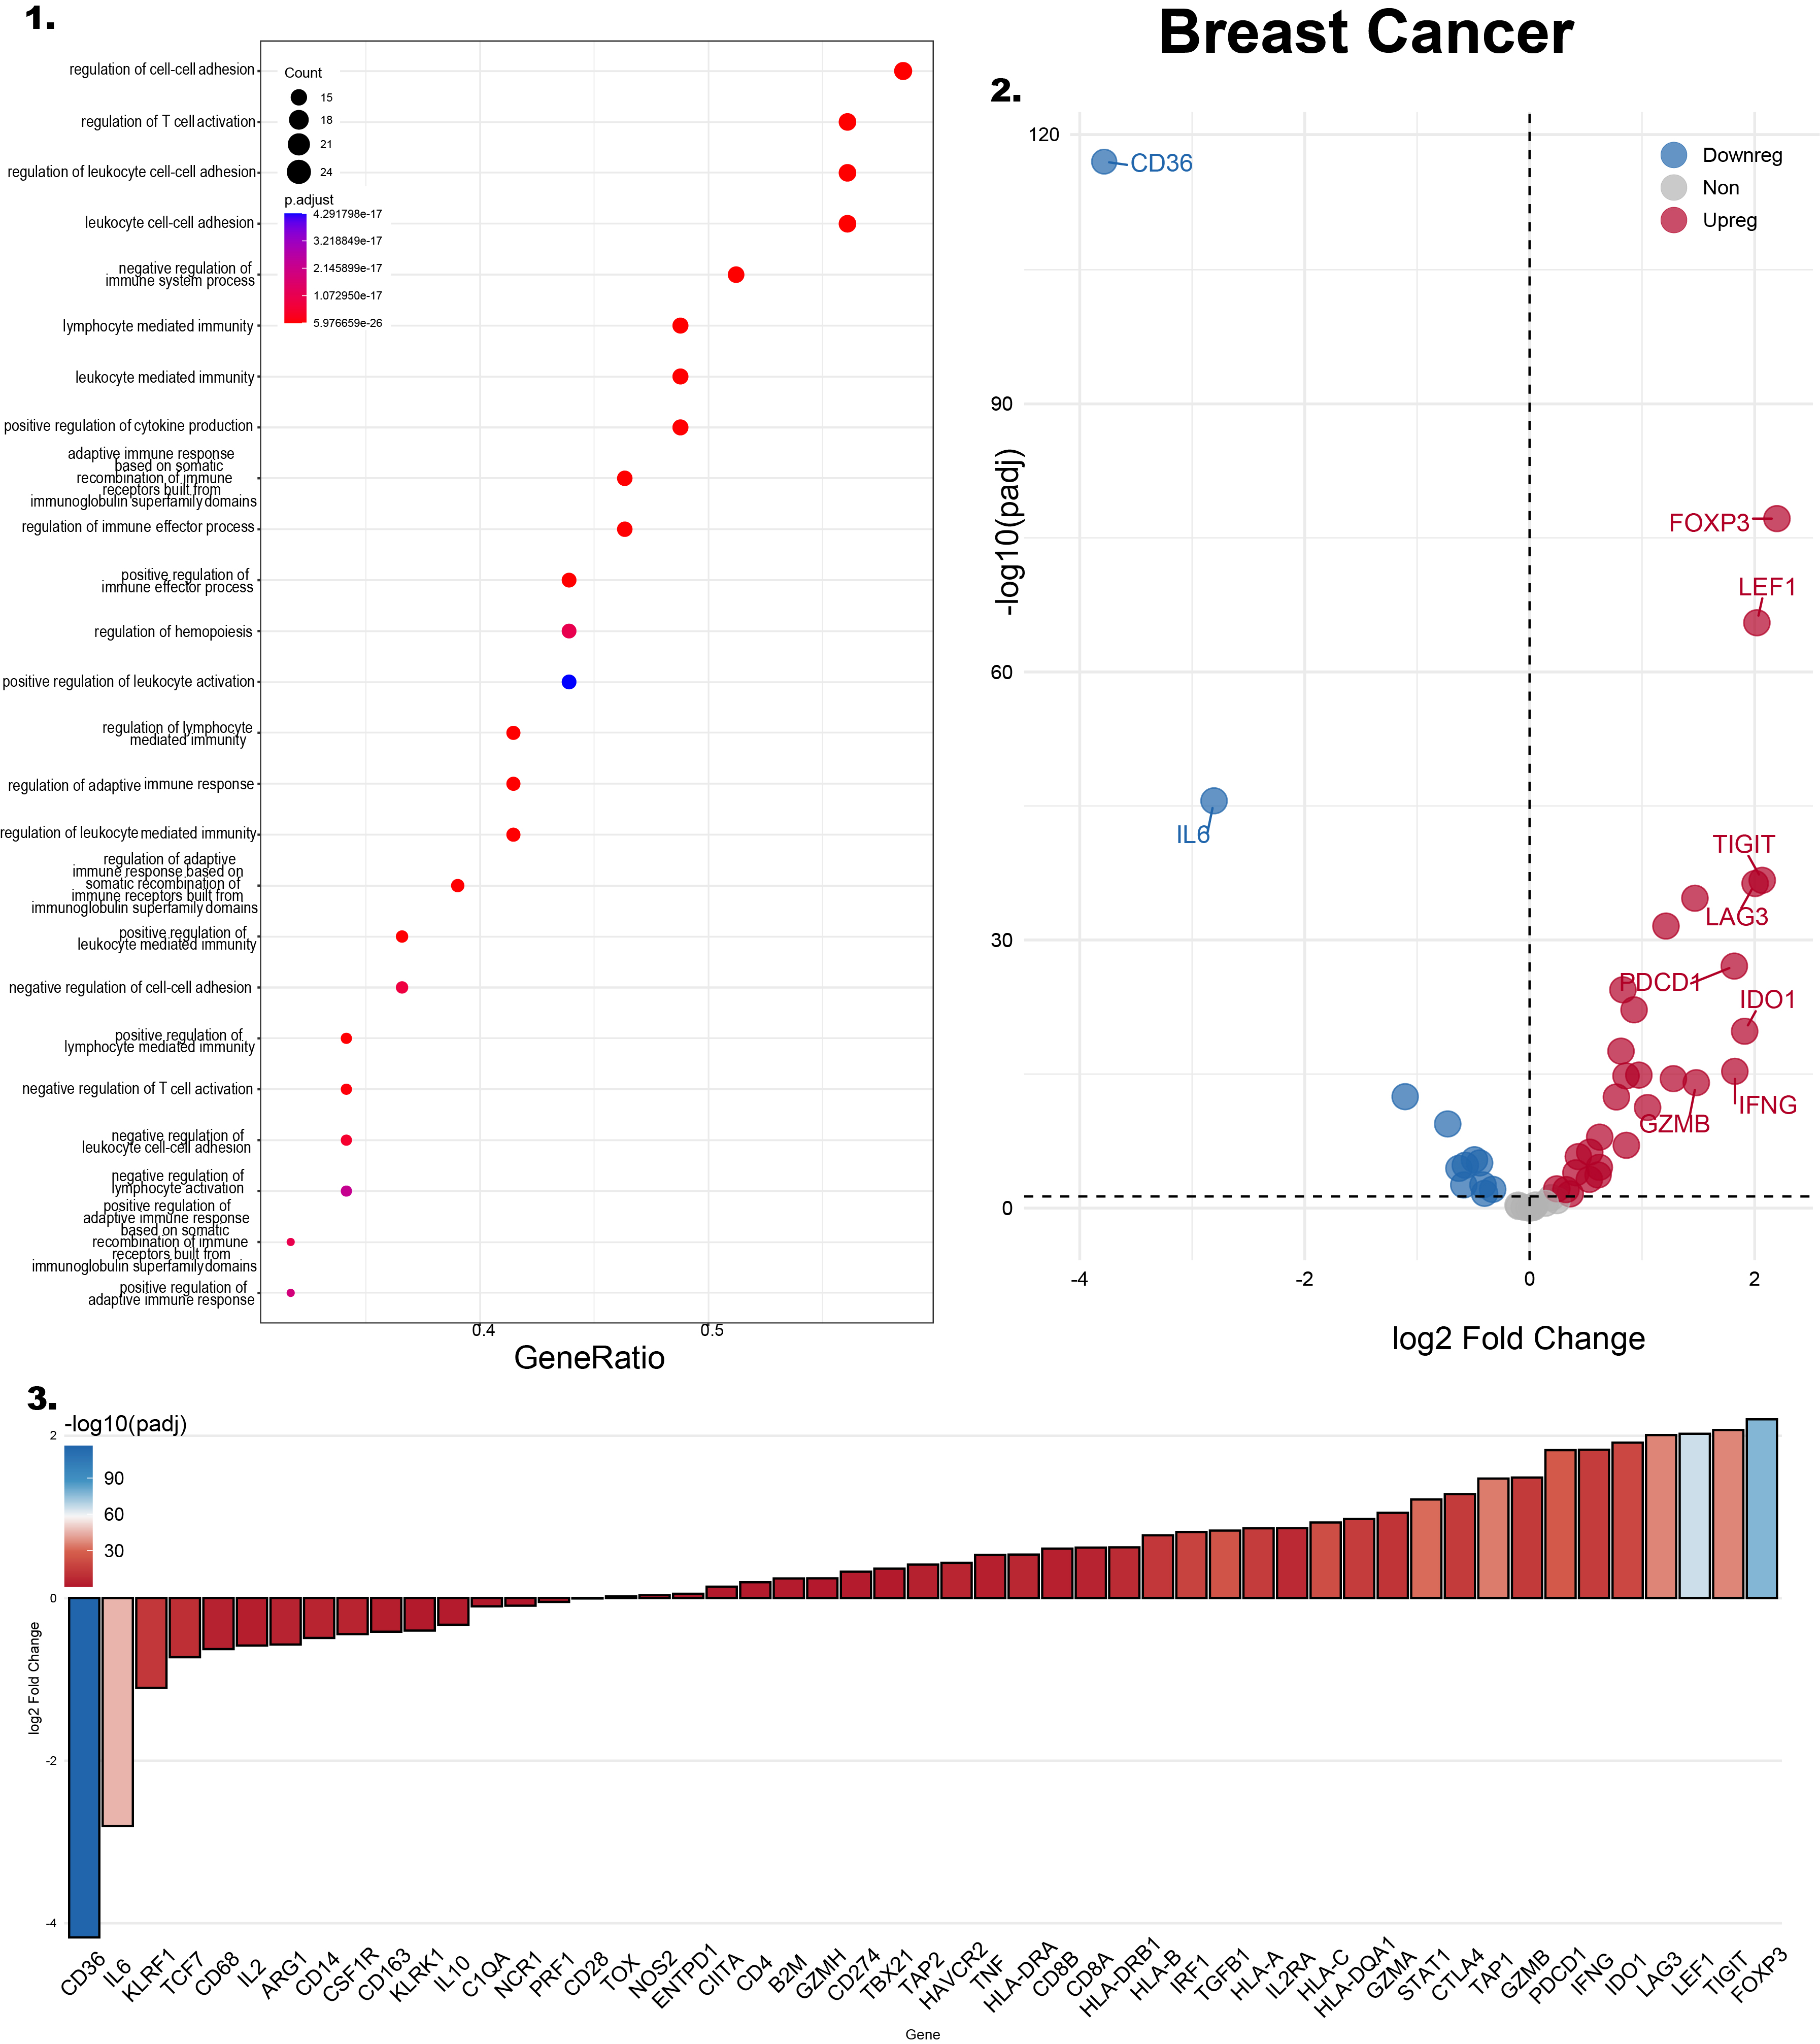 Breast Cancer
1.
regulation of cell-cell adhesion
regulation of T cell activation
regulation of leukocyte cell-cell adhesion
leukocyte cell-cell adhesion
negative regulation of
immune system process
lymphocyte mediated immunity
leukocyte mediated immunity
positive regulation of cytokine production
adaptive immune response
based on somatic
recombination of immune
receptors built from
immunoglobulin superfamily domains
regulation of immune effector process
positive regulation of
immune effector process
regulation of hemopoiesis
positive regulation of leukocyte activation
regulation of lymphocyte
mediated immunity
regulation of adaptive immune response
regulation of leukocyte mediated immunity
regulation of adaptive
immune response based on
somatic recombination of
immune receptors built from
immunoglobulin superfamily domains
positive regulation of
leukocyte mediated immunity
negative regulation of cell-cell adhesion
positive regulation of
lymphocyte mediated immunity
negative regulation of T cell activation
negative regulation of
leukocyte cell-cell adhesion
negative regulation of
lymphocyte activation
positive regulation of
adaptive immune response
based on somatic
recombination of immune
receptors built from
immunoglobulin superfamily domains
positive regulation of
adaptive immune response
Count
15
18
21
24
p.adjust
4.291798e-17
3.218849e-17
2.145899e-17
1.072950e-17
5.976659e-26
0.4
0.5
GeneRatio
2.
120
90
60
30
0
-log10(padj)
CD36
Downreg
Non
Upreg
FOXP3
LEF1
IL6
TIGIT
LAG3
PDCD1
IDO1
IFNG
GZMB
-4
-2
0
2
log2 Fold Change
3.
-log10(padj)
90
60
30
2
0
-2
-4
log2 Fold Change
CD36
IL6
KLRF1
TCF7
CD68
IL2
ARG1
CD14
CSF1R
CD163
KLRK1
IL10
C1QA
NCR1
PRF1
CD28
TOX
NOS2
ENTPD1
CIITA
CD4
B2M
GZMH
CD274
TBX21
TAP2
HAVCR2
TNF
HLA-DRA
CD8B
CD8A
HLA-DRB1
HLA-B
IRF1
TGFB1
HLA-A
IL2RA
HLA-C
HLA-DQA1
GZMA
STAT1
CTLA4
TAP1
GZMB
PDCD1
IFNG
IDO1
LAG3
LEF1
TIGIT
FOXP3
Gene